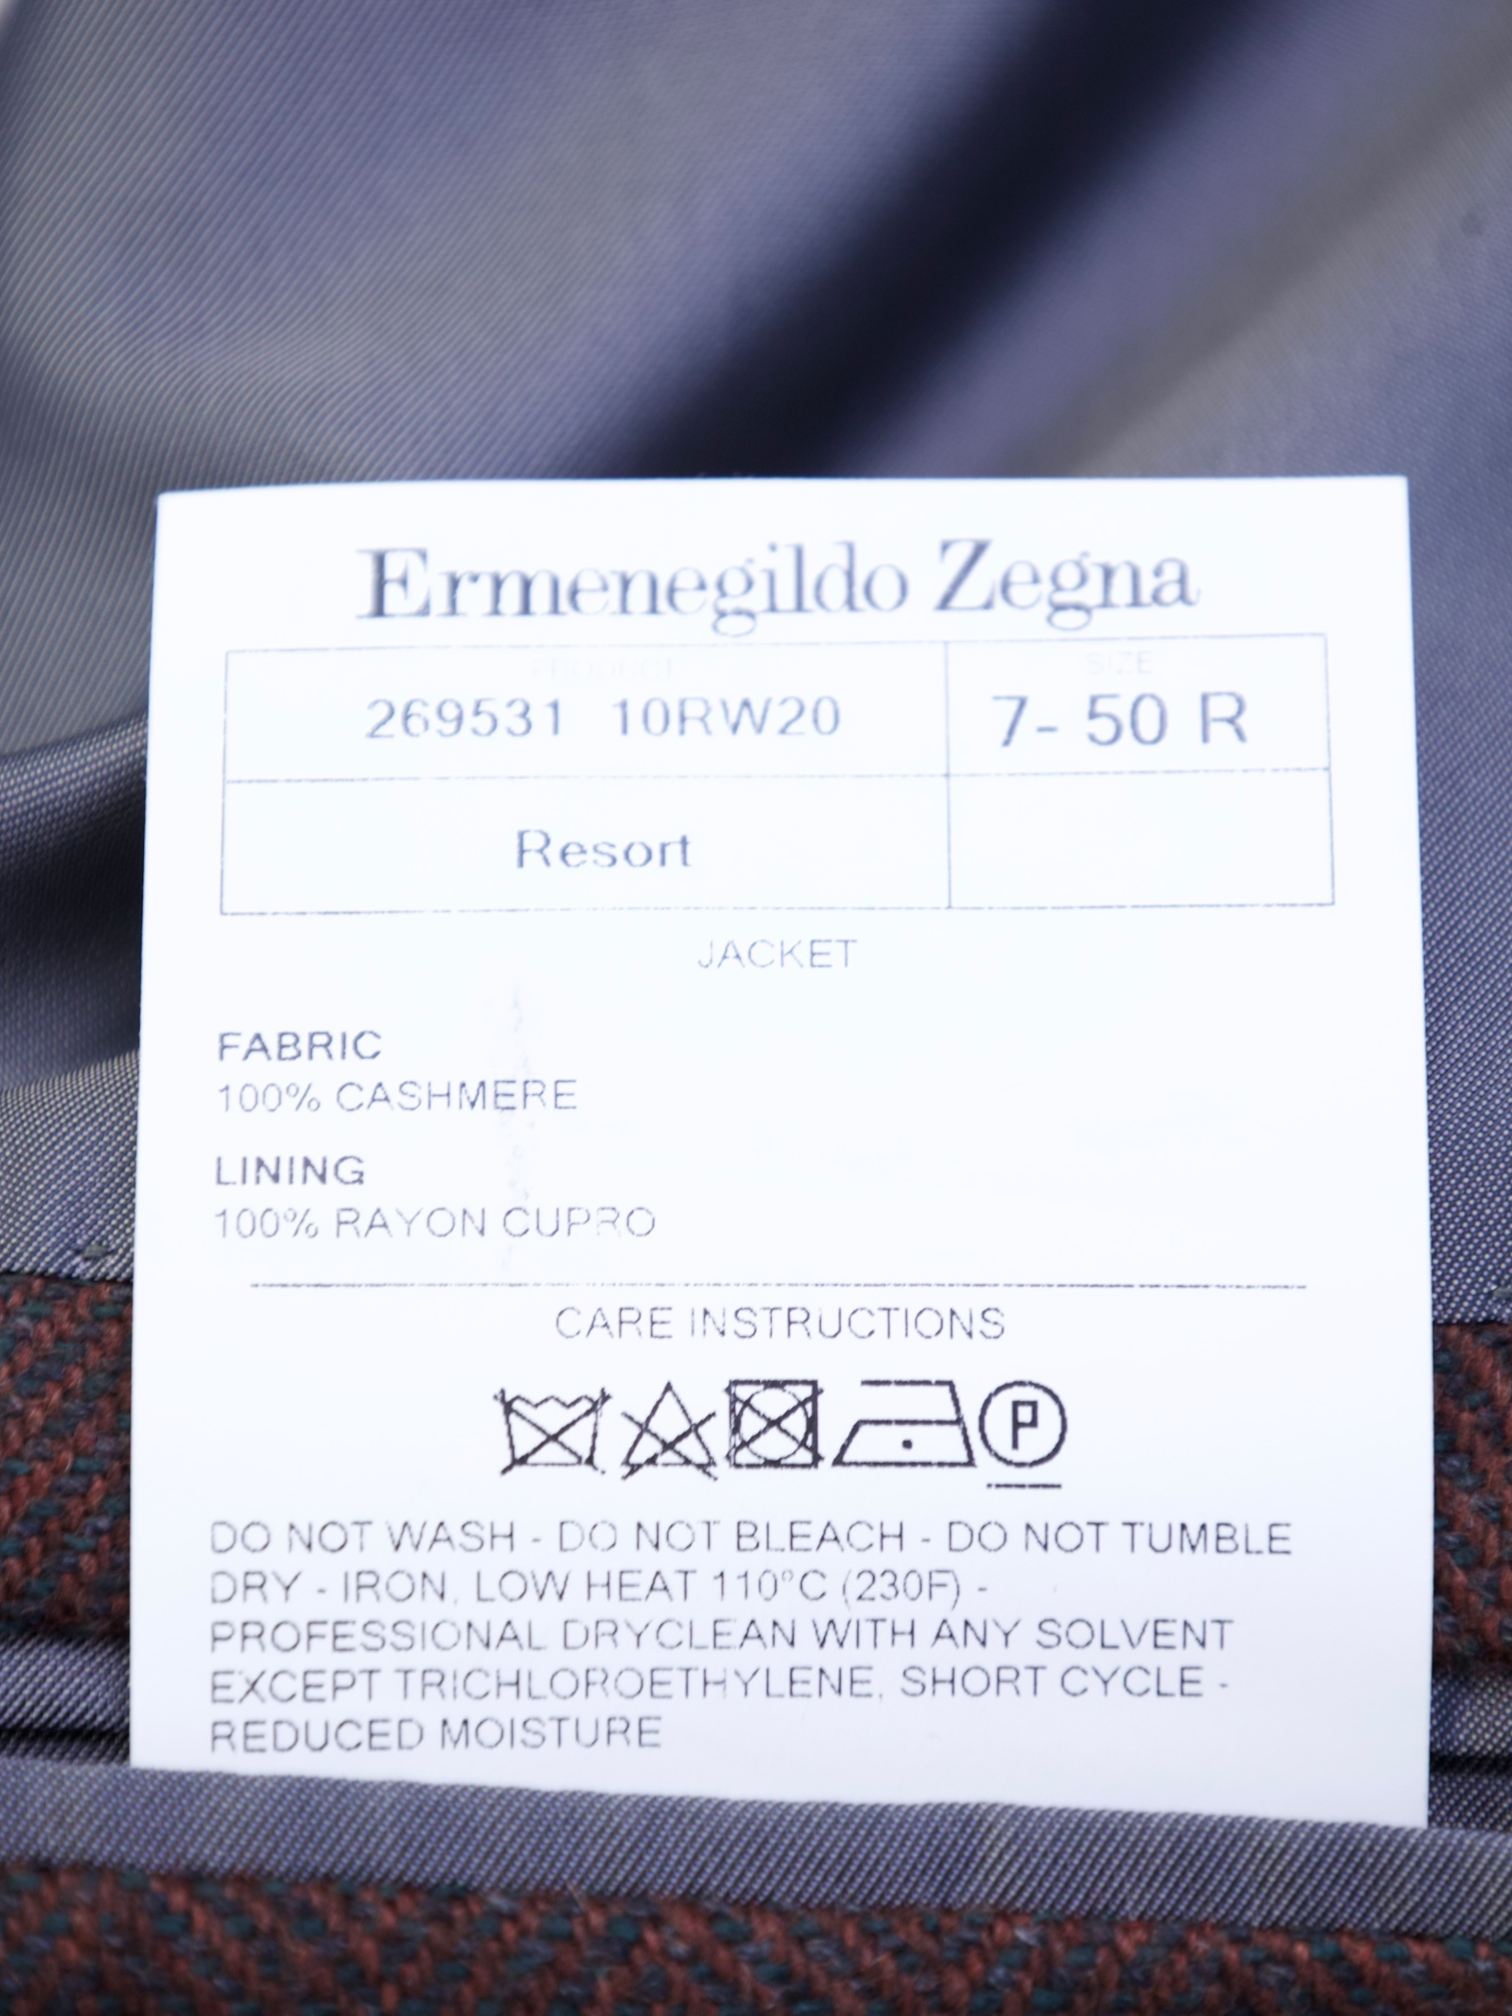 Ermenegildo Zegna
PRODUCT SIZE
269531 10RW20 7- 50 R
Resort
JACKET
FABRIC
100% CASHMERE
LINING
100% RAYON CUPRO
CARE INSTRUCTIONS
P
DO NOT WASH - DO NOT BLEACH - DO NOT TUMBLE
DRY - IRON, LOW HEAT 110°C (230F) -
PROFESSIONAL DRYCLEAN WITH ANY SOLVENT
EXCEPT TRICHLOROETHYLENE, SHORT CYCLE -
REDUCED MOISTURE